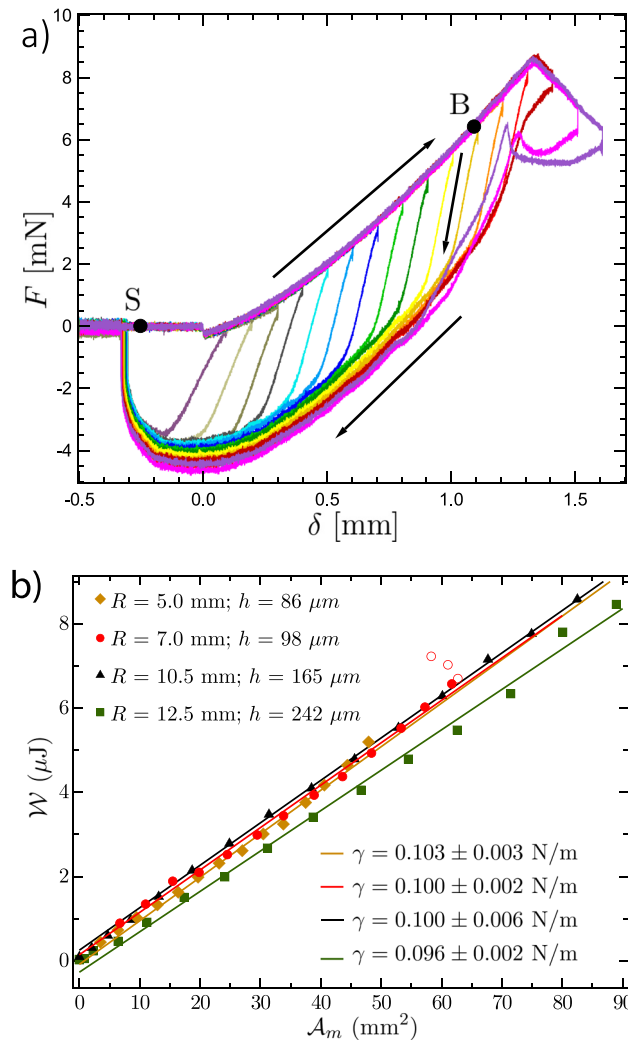 a)
10
8
6
4
2
0
-2
-4
F [mN]
S
B
-0.5
0.0
0.5
1.0
1.5
δ [mm]
b)
8
6
4
2
0
W (μJ)
R = 5.0 mm; h = 86 μm
R = 7.0 mm; h = 98 μm
R = 10.5 mm; h = 165 μm
R = 12.5 mm; h = 242 μm
γ = 0.103 ± 0.003 N/m
γ = 0.100 ± 0.002 N/m
γ = 0.100 ± 0.006 N/m
γ = 0.096 ± 0.002 N/m
0
10
20
30
40
50
60
70
80
90
𝒜ₘ (mm²)